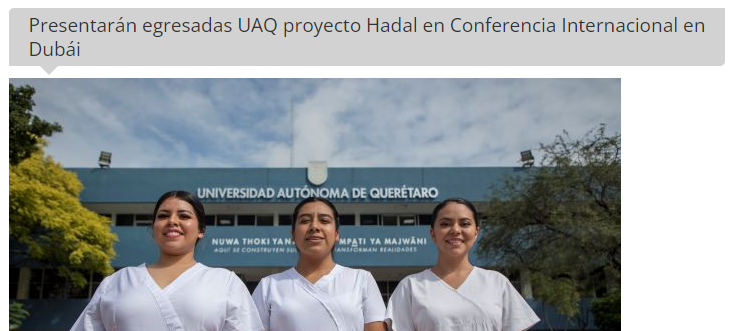 Presentarán egresadas UAQ proyecto Hadal en Conferencia Internacional en
Dubái
UNIVERSIDAD AUTÓNOMA DE QUERÉTARO
NUWA THOKI YA MPATI YA MAJWÂNI
AQUÍ SE CONSTRUYEN REALIDADES